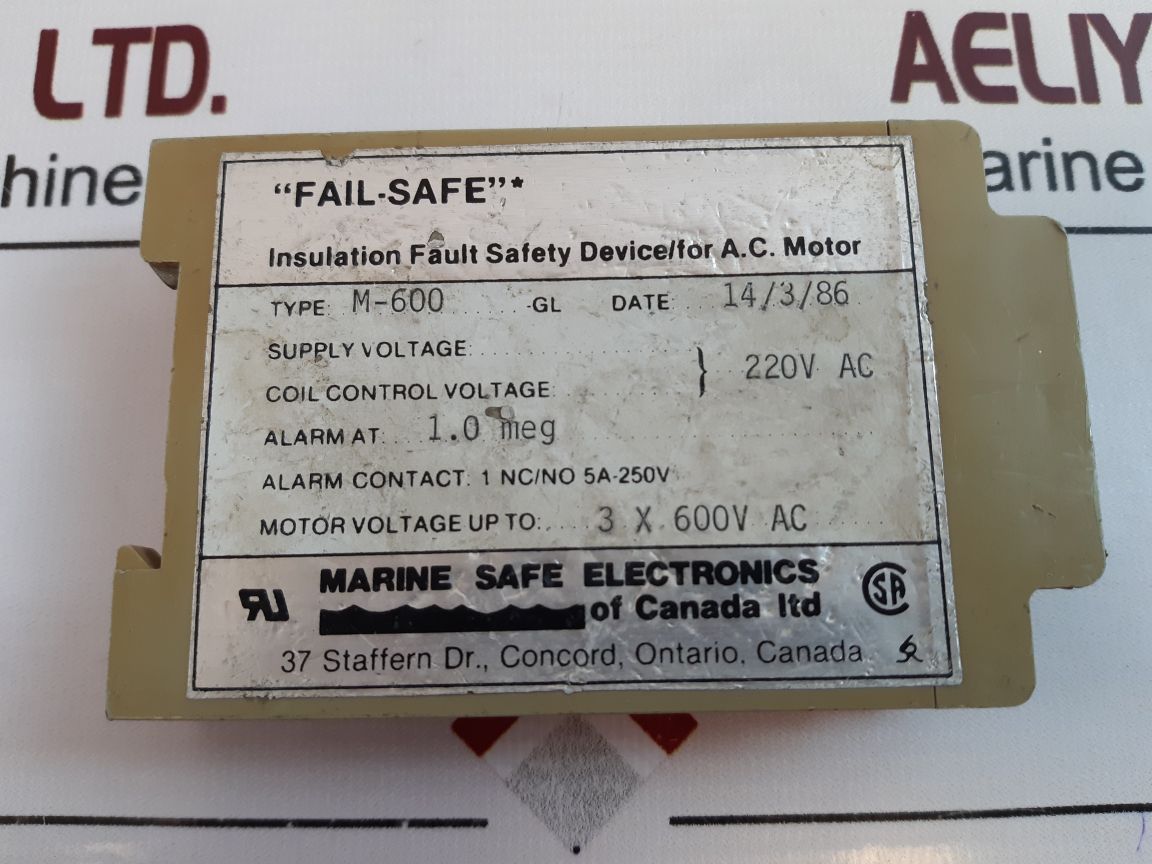 LTD.
AELIY
hine
arine
“FAIL-SAFE”*
Insulation Fault Safety Device/for A.C. Motor
TYPE: M-600 -GL DATE: 14/3/86
SUPPLY VOLTAGE:
COIL CONTROL VOLTAGE: } 220V AC
ALARM AT: 1.0 meg
ALARM CONTACT: 1 NC/NO 5A-250V
MOTOR VOLTAGE UP TO: 3 X 600V AC
MARINE SAFE ELECTRONICS
of Canada ltd
37 Staffern Dr., Concord, Ontario, Canada
RU
SA